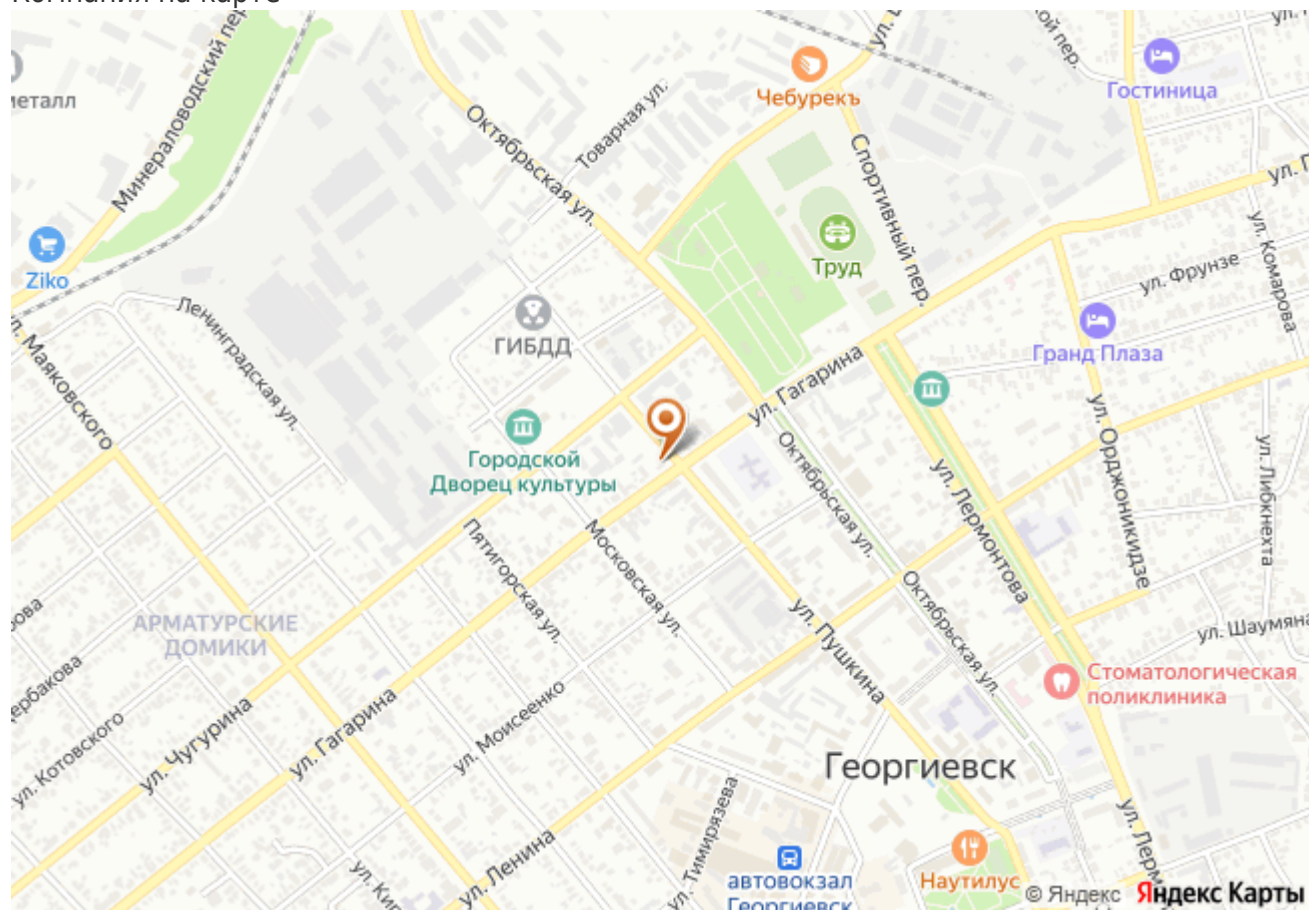 Компания на карте
Минераловодский пер.
Октябрьская ул.
Товарная ул.
Чебурекъ
Гостиница
Спортивный пер.
Труд
ул. Комарова
ул. Фрунзе
Ziko
Ленинградская ул.
ГИБДД
Гранд Плаза
ул. Гагарина
Маяковского
Городской
Дворец культуры
Октябрьская ул.
ул. Лермонтова
ул. Орджоникидзе
ул. Либкнехта
Пятигорская ул.
Московская ул.
АРМАТУРСКИЕ
ДОМИКИ
ул. Пушкина
Октябрьская ул.
ул. Шаумяна
Стоматологическая
поликлиника
ул. Котовского
ул. Чугурина
ул. Гагарина
ул. Моисеенко
Георгиевск
ул. Тимирязева
ул. Ленина
автовокзал
Георгиевск
Наутилус
© Яндекс Яндекс Карты